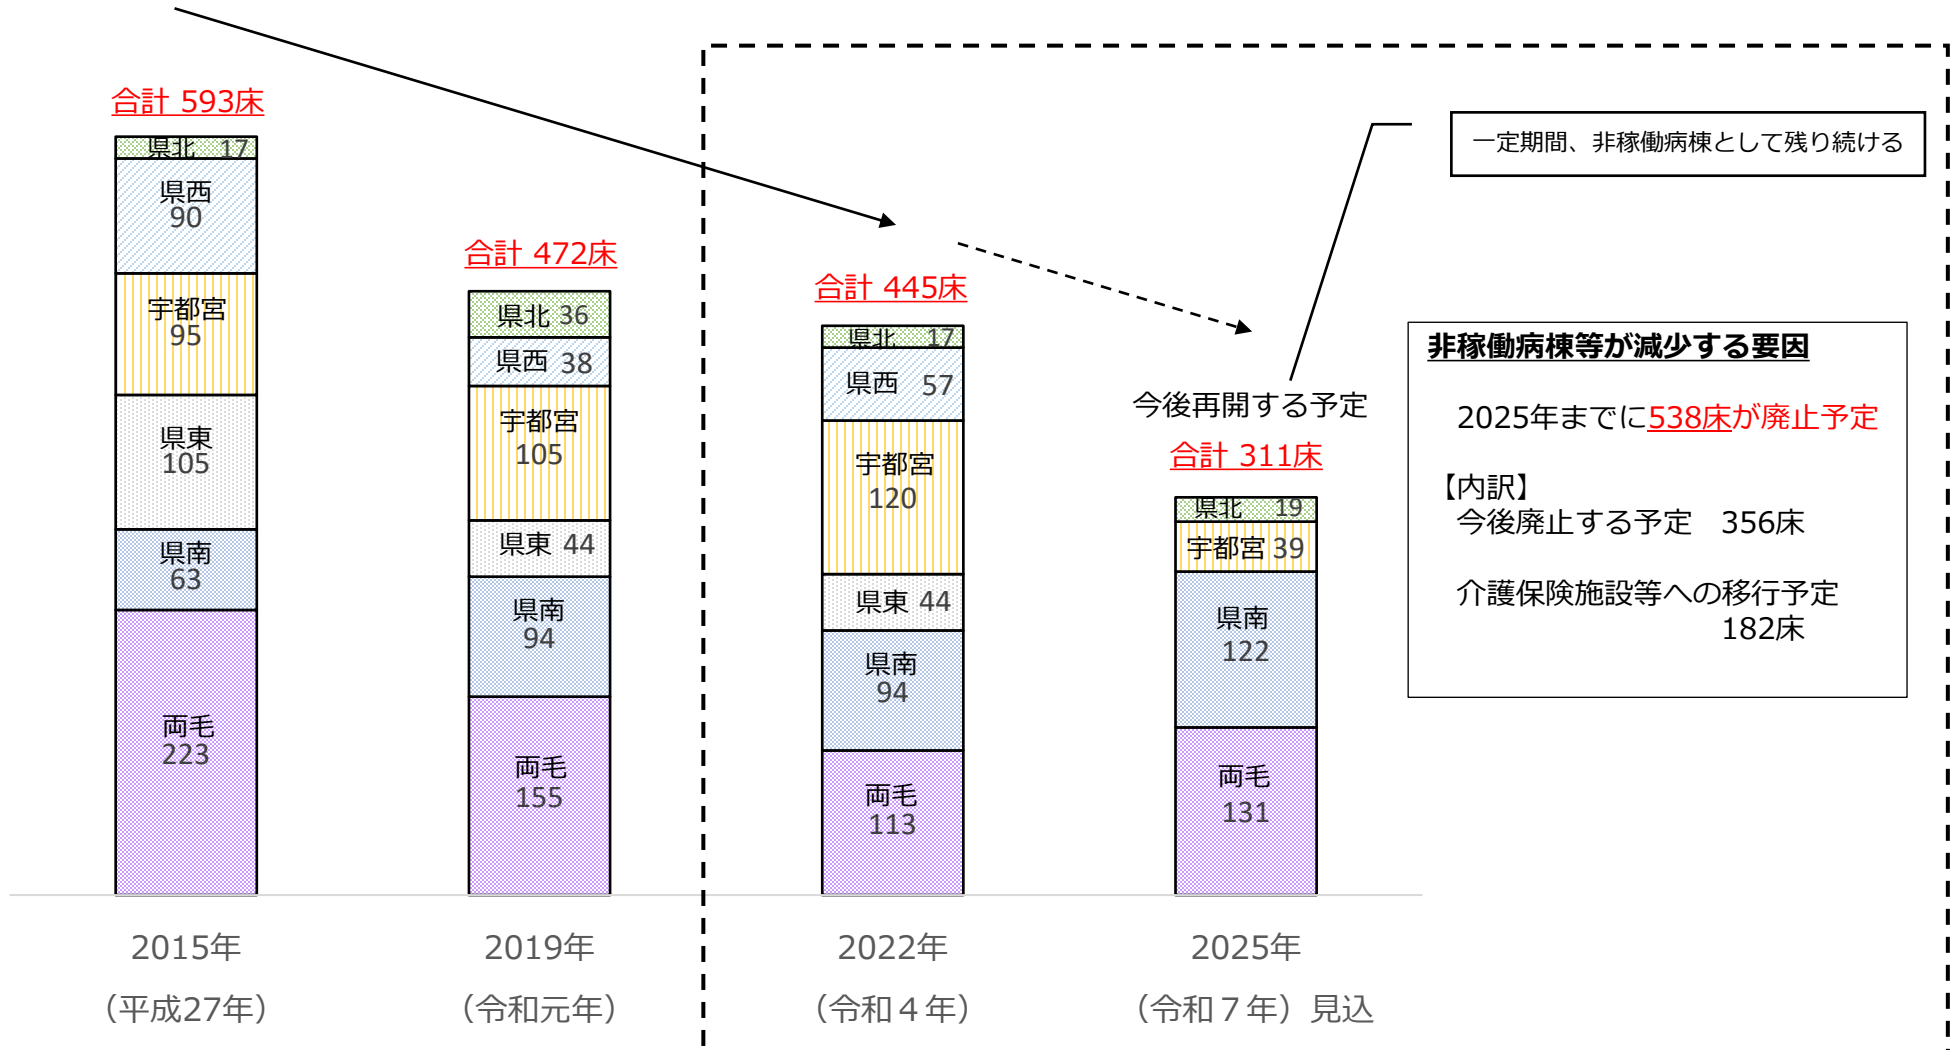 合計 593床
県北 17
県西
90
宇都宮
95
県東
105
県南
63
両毛
223
2015年
（平成27年）
合計 472床
県北 36
県西 38
宇都宮
105
県東 44
県南
94
両毛
155
2019年
（令和元年）
合計 445床
県北 17
県西 57
宇都宮
120
県東 44
県南
94
両毛
113
2022年
（令和４年）
今後再開する予定
合計 311床
県北 19
宇都宮 39
県南
122
両毛
131
2025年
（令和７年）見込
一定期間、非稼働病棟として残り続ける
非稼働病棟等が減少する要因
2025年までに538床が廃止予定
【内訳】
今後廃止する予定　356床
介護保険施設等への移行予定
182床